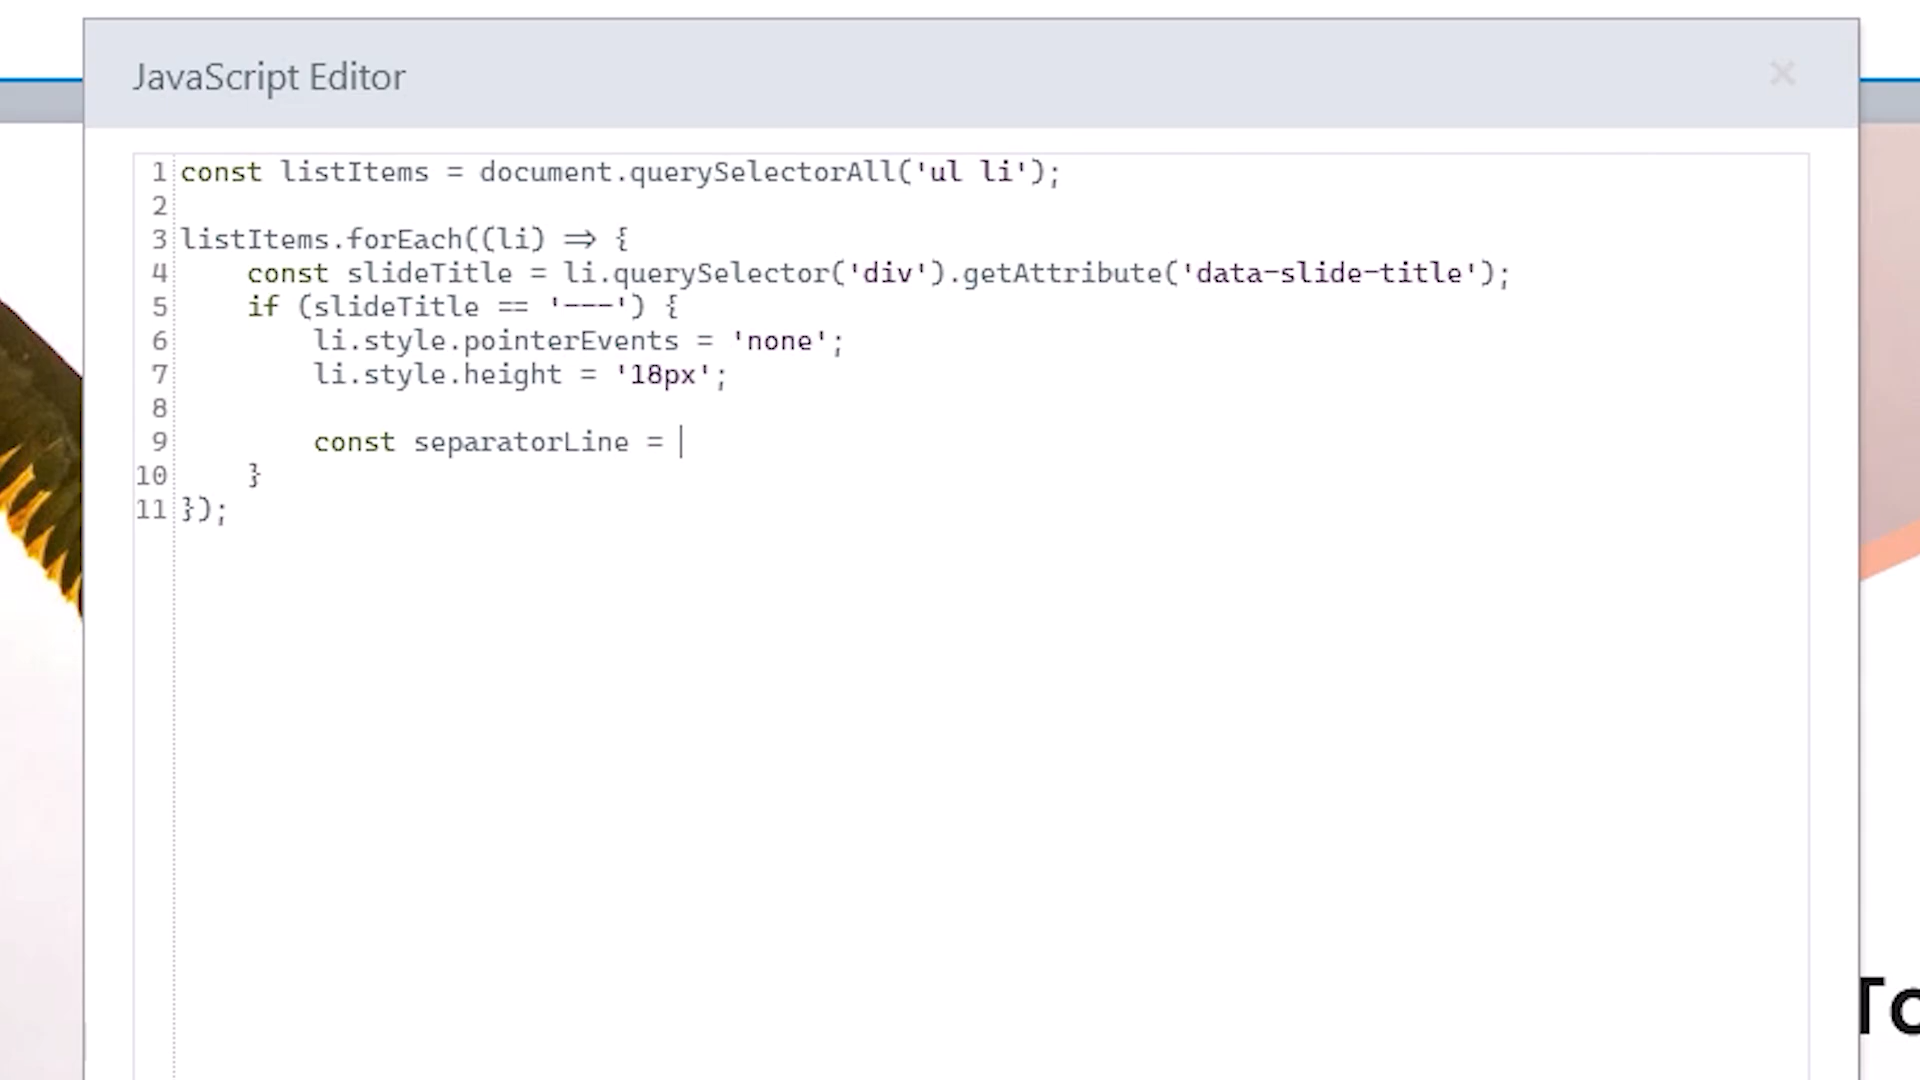 JavaScript Editor
1 const listItems = document.querySelectorAll('ul li');
2
3 listItems.forEach((li) => {
4     const slideTitle = li.querySelector('div').getAttribute('data-slide-title');
5     if (slideTitle == '---') {
6         li.style.pointerEvents = 'none';
7         li.style.height = '18px';
8
9         const separatorLine =
10     }
11 });